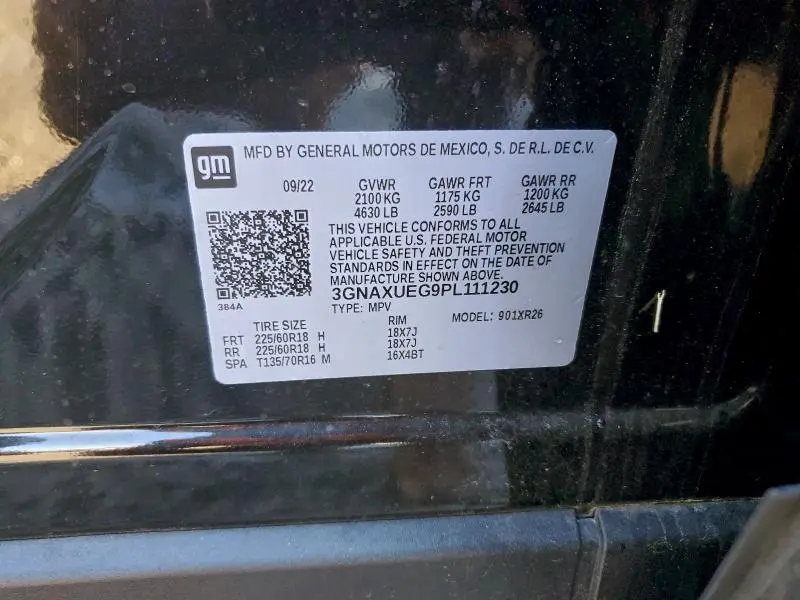 gm MFD BY GENERAL MOTORS DE MEXICO, S. DE R.L. DE C.V.
09/22 GVWR GAWR FRT GAWR RR
2100 KG 1175 KG 1200 KG
4630 LB 2590 LB 2645 LB
THIS VEHICLE CONFORMS TO ALL
APPLICABLE U.S. FEDERAL MOTOR
VEHICLE SAFETY AND THEFT PREVENTION
STANDARDS IN EFFECT ON THE DATE OF
MANUFACTURE SHOWN ABOVE.
3GNAXUEG9PL111230
384A
TYPE: MPV MODEL: 901XR26
TIRE SIZE RIM
FRT 225/60R18 H 18X7J
RR 225/60R18 H 18X7J
SPA T135/70R16 M 16X4BT